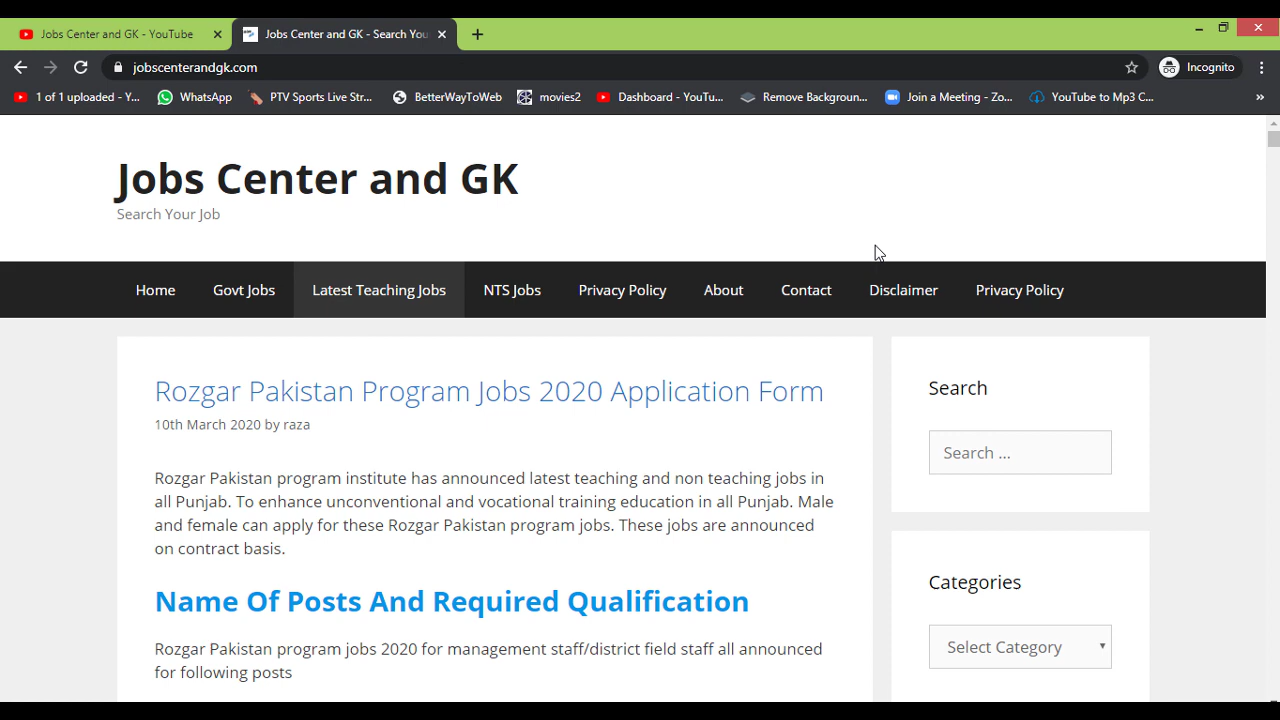 Jobs Center and GK - YouTube
Jobs Center and GK - Search You
jobscenterandgk.com
Incognito
1 of 1 uploaded - Y... WhatsApp PTV Sports Live Str... BetterWayToWeb movies2 Dashboard - YouTu... Remove Backgroun... Join a Meeting - Zo... YouTube to Mp3 C... »
Jobs Center and GK
Search Your Job
Home Govt Jobs Latest Teaching Jobs NTS Jobs Privacy Policy About Contact Disclaimer Privacy Policy
Rozgar Pakistan Program Jobs 2020 Application Form
10th March 2020 by raza
Rozgar Pakistan program institute has announced latest teaching and non teaching jobs in
all Punjab. To enhance unconventional and vocational training education in all Punjab. Male
and female can apply for these Rozgar Pakistan program jobs. These jobs are announced
on contract basis.
Name Of Posts And Required Qualification
Rozgar Pakistan program jobs 2020 for management staff/district field staff all announced
for following posts
Search
Search ...
Categories
Select Category